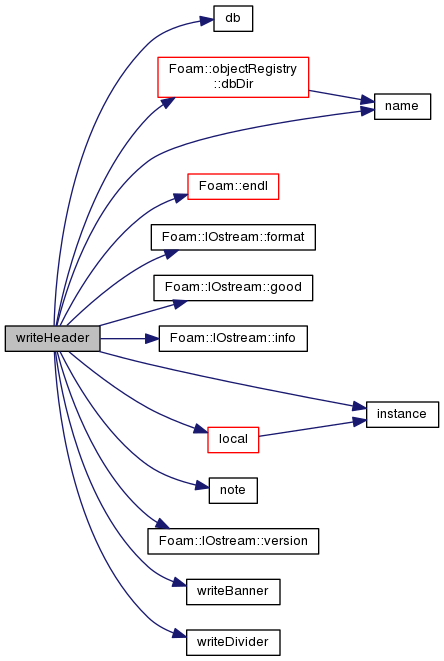 db
Foam::objectRegistry
::dbDir
name
Foam::endl
Foam::IOstream::format
Foam::IOstream::good
writeHeader
Foam::IOstream::info
instance
local
note
Foam::IOstream::version
writeBanner
writeDivider